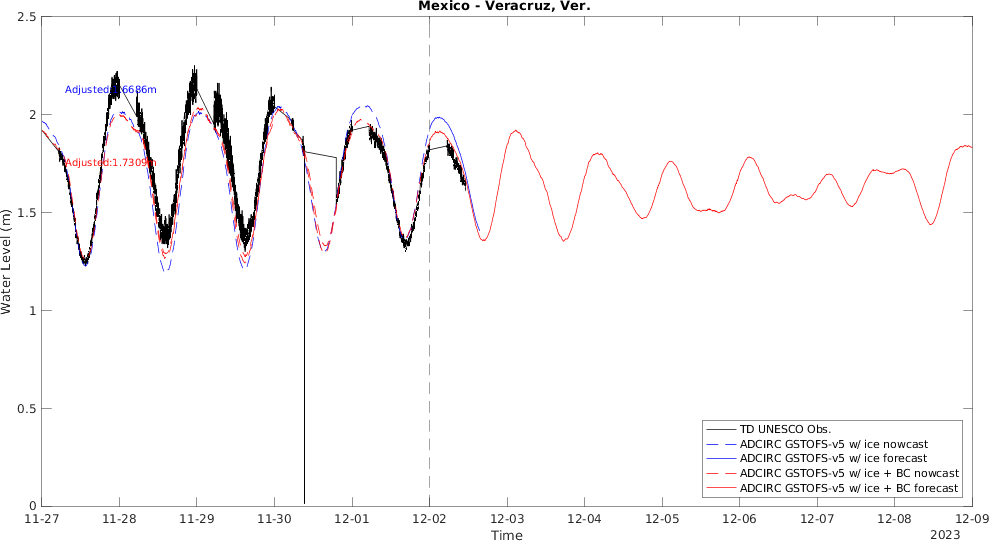 Mexico - Veracruz, Ver.
2.5
2
1.5
1
0.5
0
Water Level (m)
Adjusted:1.6686m
Adjusted:1.7309m
TD UNESCO Obs.
ADCIRC GSTOFS-v5 w/ ice nowcast
ADCIRC GSTOFS-v5 w/ ice forecast
ADCIRC GSTOFS-v5 w/ ice + BC nowcast
ADCIRC GSTOFS-v5 w/ ice + BC forecast
11-27 11-28 11-29 11-30 12-01 12-02 12-03 12-04 12-05 12-06 12-07 12-08 12-09
Time
2023